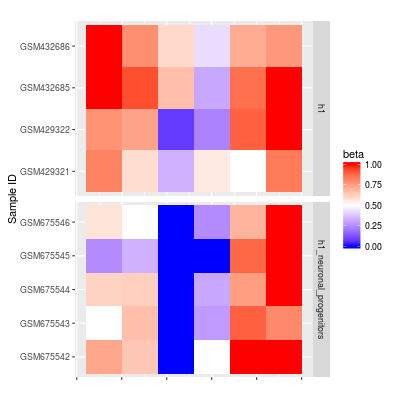 GSM432686
GSM432685
GSM429322
GSM429321
h1
GSM675546
GSM675545
GSM675544
GSM675543
GSM675542
h1_neuronal_progenitors
Sample ID
beta
1.00
0.75
0.50
0.25
0.00